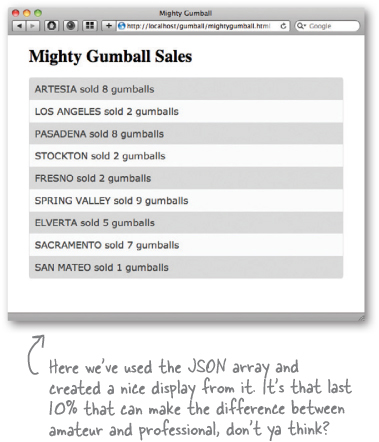 Mighty Gumball
http://localhost/gumball/mightygumball.html
Google
Mighty Gumball Sales
ARTESIA sold 8 gumballs
LOS ANGELES sold 2 gumballs
PASADENA sold 8 gumballs
STOCKTON sold 2 gumballs
FRESNO sold 2 gumballs
SPRING VALLEY sold 9 gumballs
ELVERTA sold 5 gumballs
SACRAMENTO sold 7 gumballs
SAN MATEO sold 1 gumballs
Here we've used the JSON array and
created a nice display from it. It's that last
10% that can make the difference between
amateur and professional, don't ya think?